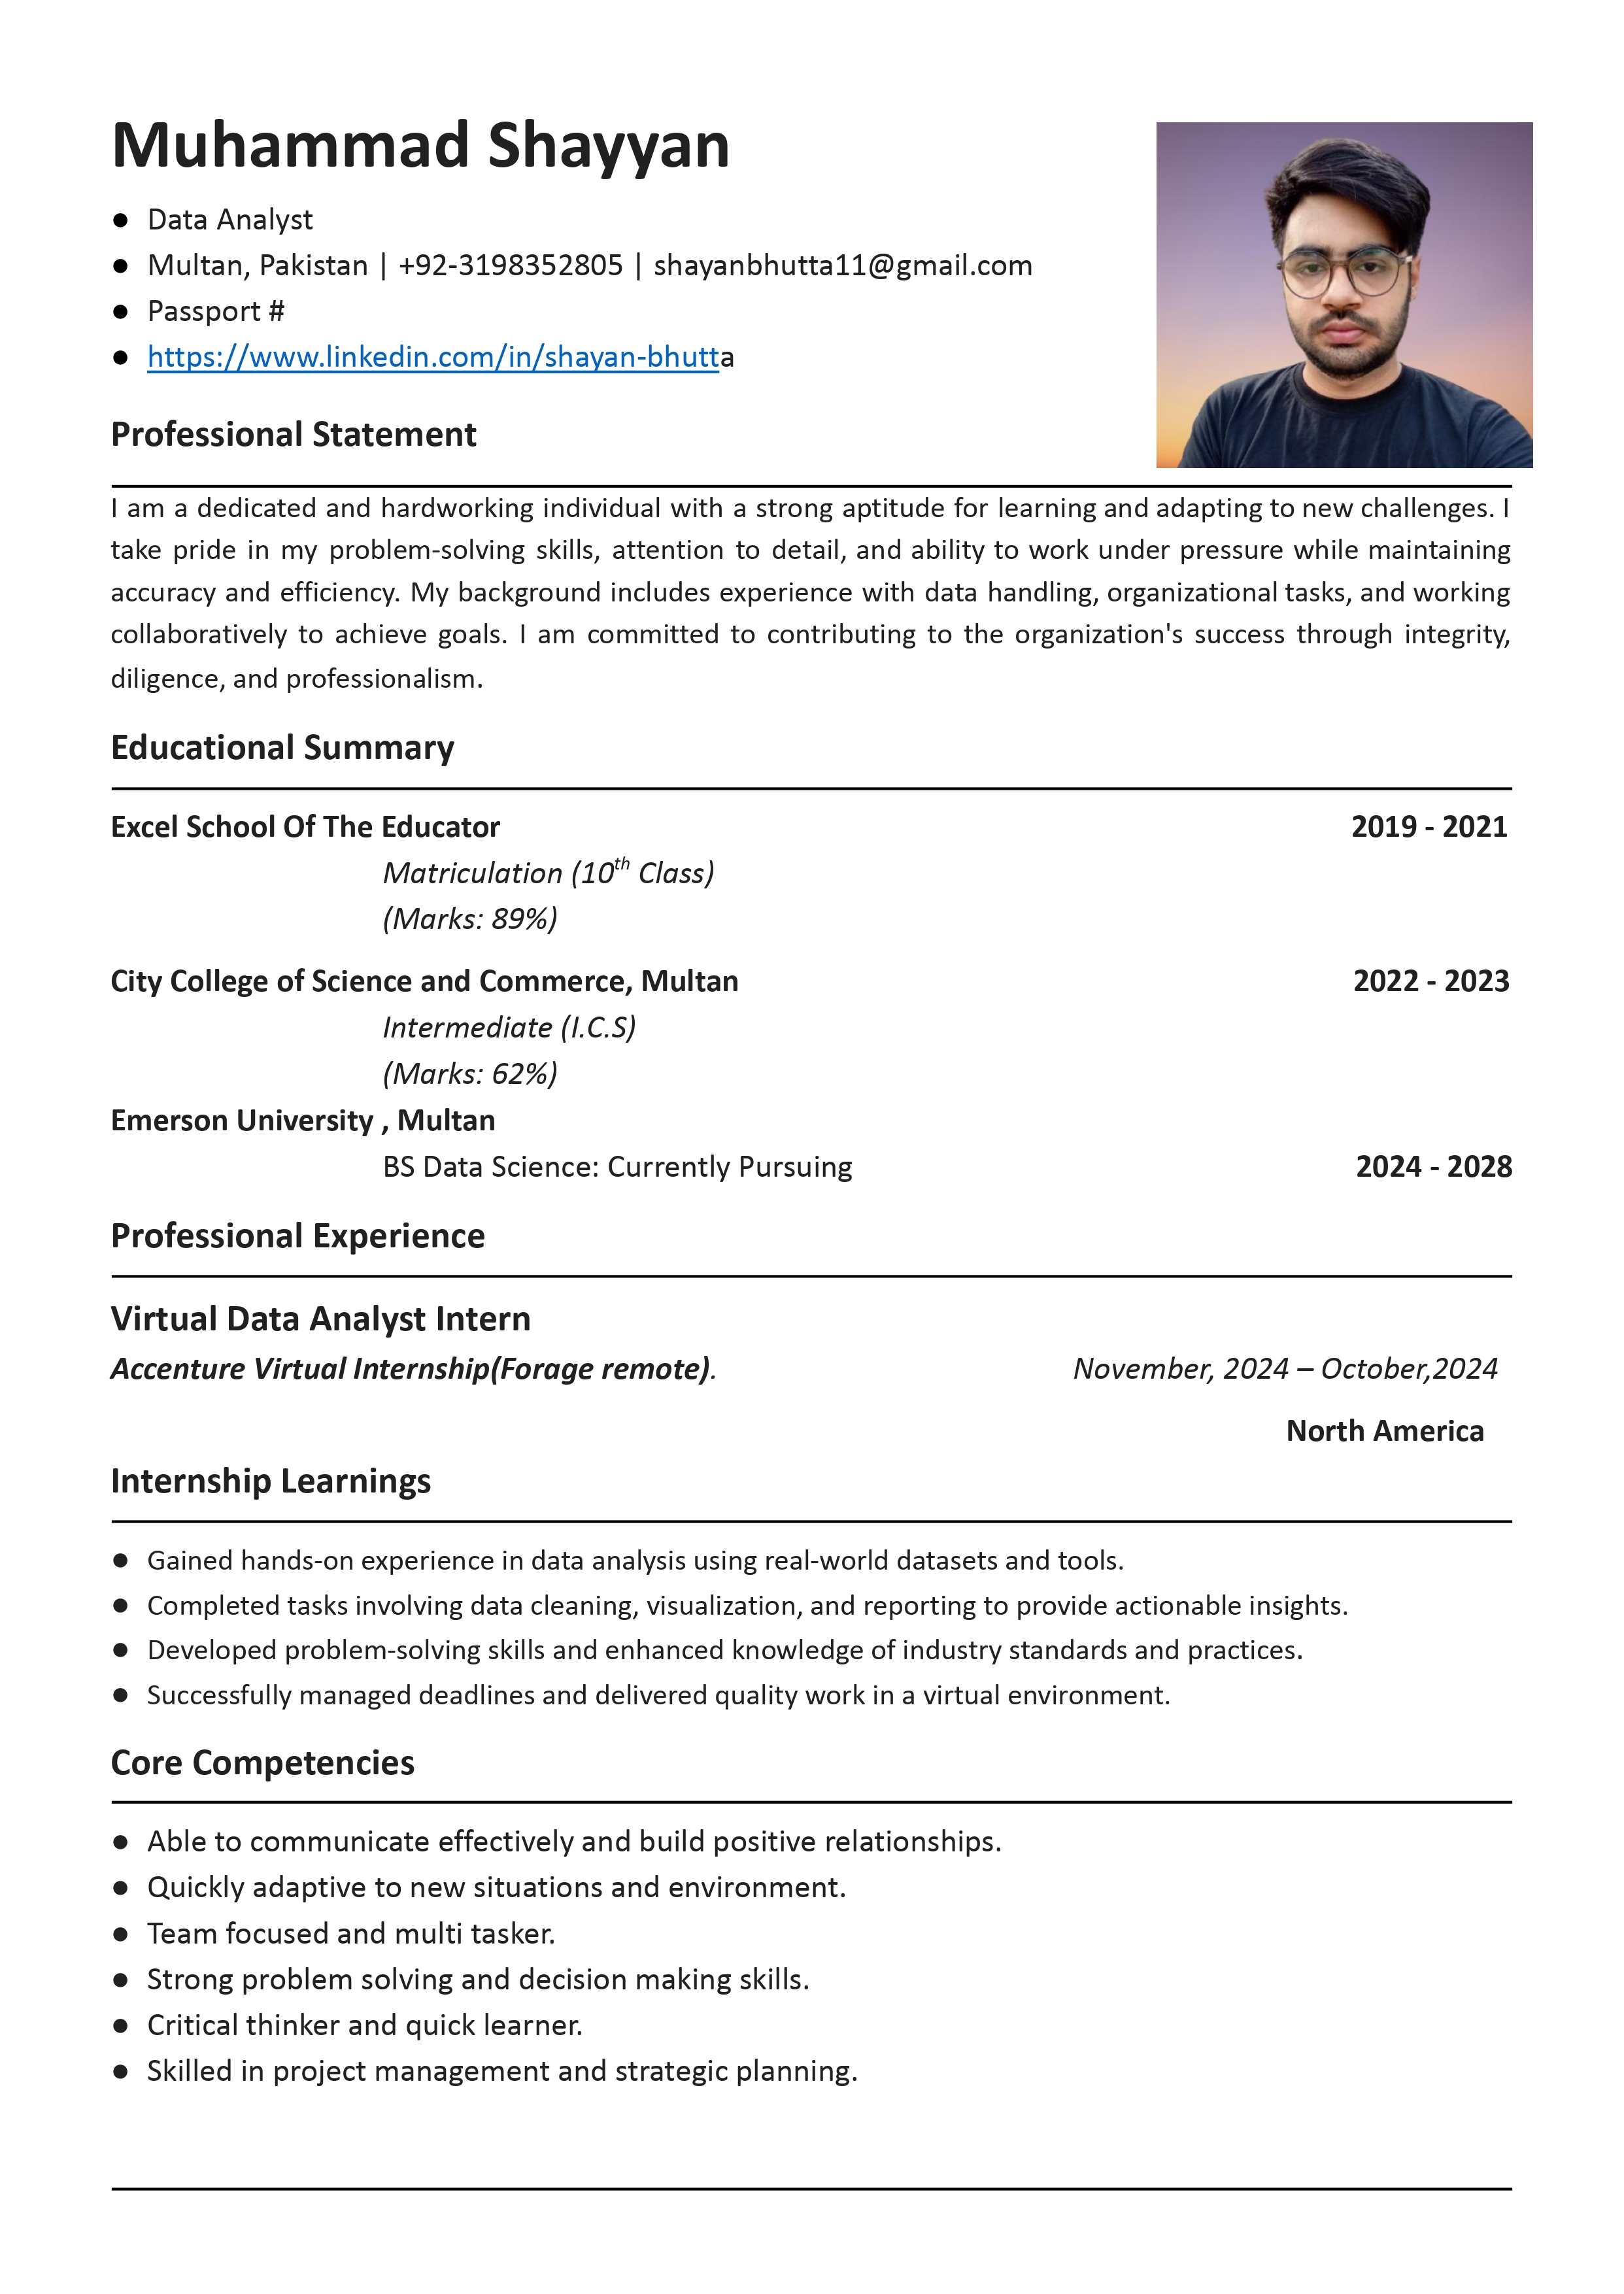 Muhammad Shayyan
● Data Analyst
● Multan, Pakistan | +92-3198352805 | shayanbhutta11@gmail.com
● Passport #
● https://www.linkedin.com/in/shayan-bhutta
Professional Statement
I am a dedicated and hardworking individual with a strong aptitude for learning and adapting to new challenges. I
take pride in my problem-solving skills, attention to detail, and ability to work under pressure while maintaining
accuracy and efficiency. My background includes experience with data handling, organizational tasks, and working
collaboratively to achieve goals. I am committed to contributing to the organization's success through integrity,
diligence, and professionalism.
Educational Summary
Excel School Of The Educator 2019 - 2021
Matriculation (10th Class)
(Marks: 89%)
City College of Science and Commerce, Multan 2022 - 2023
Intermediate (I.C.S)
(Marks: 62%)
Emerson University , Multan
BS Data Science: Currently Pursuing 2024 - 2028
Professional Experience
Virtual Data Analyst Intern
Accenture Virtual Internship(Forage remote). November, 2024 – October,2024
North America
Internship Learnings
● Gained hands-on experience in data analysis using real-world datasets and tools.
● Completed tasks involving data cleaning, visualization, and reporting to provide actionable insights.
● Developed problem-solving skills and enhanced knowledge of industry standards and practices.
● Successfully managed deadlines and delivered quality work in a virtual environment.
Core Competencies
● Able to communicate effectively and build positive relationships.
● Quickly adaptive to new situations and environment.
● Team focused and multi tasker.
● Strong problem solving and decision making skills.
● Critical thinker and quick learner.
● Skilled in project management and strategic planning.